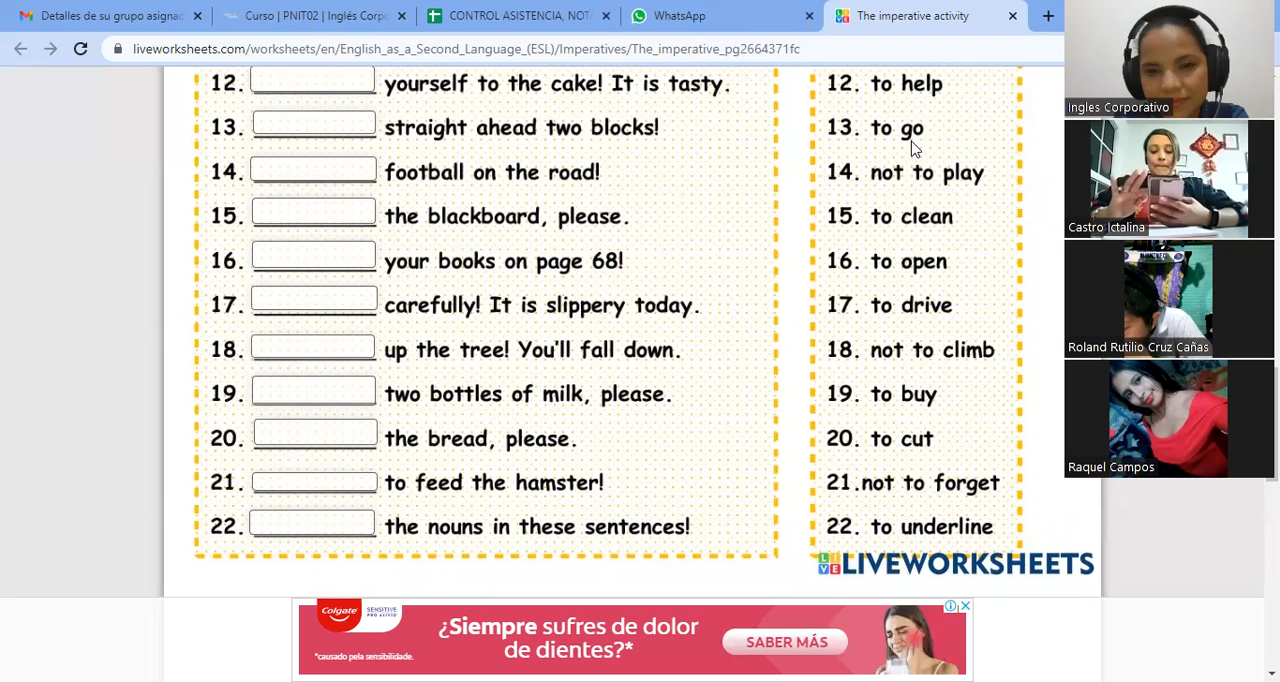 Detalles de su grupo asignad
Curso | PNIT02 | Inglés Corpo
CONTROL ASISTENCIA, NOTA
WhatsApp
The imperative activity
liveworksheets.com/worksheets/en/English_as_a_Second_Language_(ESL)/Imperatives/The_imperative_pg2664371fc
12. yourself to the cake! It is tasty.
13. straight ahead two blocks!
14. football on the road!
15. the blackboard, please.
16. your books on page 68!
17. carefully! It is slippery today.
18. up the tree! You'll fall down.
19. two bottles of milk, please.
20. the bread, please.
21. to feed the hamster!
22. the nouns in these sentences!
12. to help
13. to go
14. not to play
15. to clean
16. to open
17. to drive
18. not to climb
19. to buy
20. to cut
21.not to forget
22. to underline
LIVE LIVEWORKSHEETS
Colgate
SENSITIVE
PRO ALIVIO
*causado pela sensibilidade.
¿Siempre sufres de dolor
de dientes?*
SABER MÁS
Ingles Corporativo
Castro Ictalina
Roland Rutilio Cruz Cañas
Raquel Campos